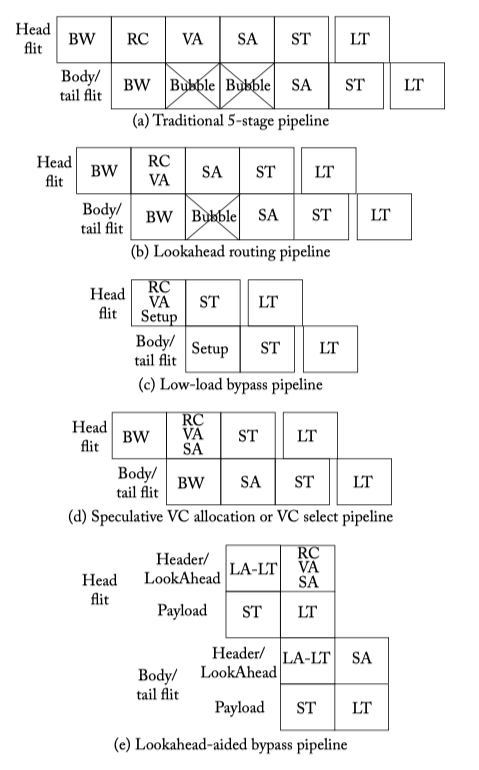 Head flit BW RC VA SA ST LT
Body/ tail flit BW Bubble Bubble SA ST LT
(a) Traditional 5-stage pipeline
Head flit BW RC VA SA ST LT
Body/ tail flit BW Bubble SA ST LT
(b) Lookahead routing pipeline
Head flit RC VA Setup ST LT
Body/ tail flit Setup ST LT
(c) Low-load bypass pipeline
Head flit BW RC VA SA ST LT
Body/ tail flit BW SA ST LT
(d) Speculative VC allocation or VC select pipeline
Head flit
Header/ LookAhead LA-LT RC VA SA
Payload ST LT
Body/ tail flit
Header/ LookAhead LA-LT SA
Payload ST LT
(e) Lookahead-aided bypass pipeline